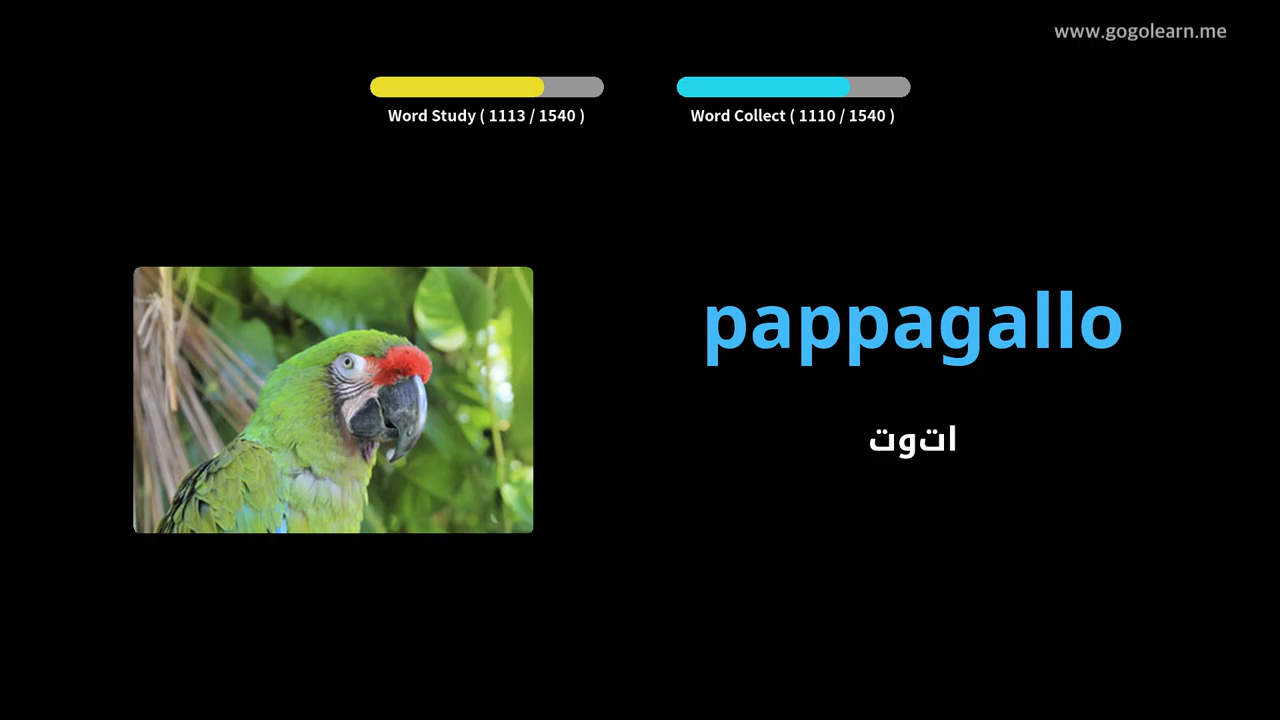 www.gogolearn.me
Word Study ( 1113 / 1540 )
Word Collect ( 1110 / 1540 )
pappagallo
اتوت